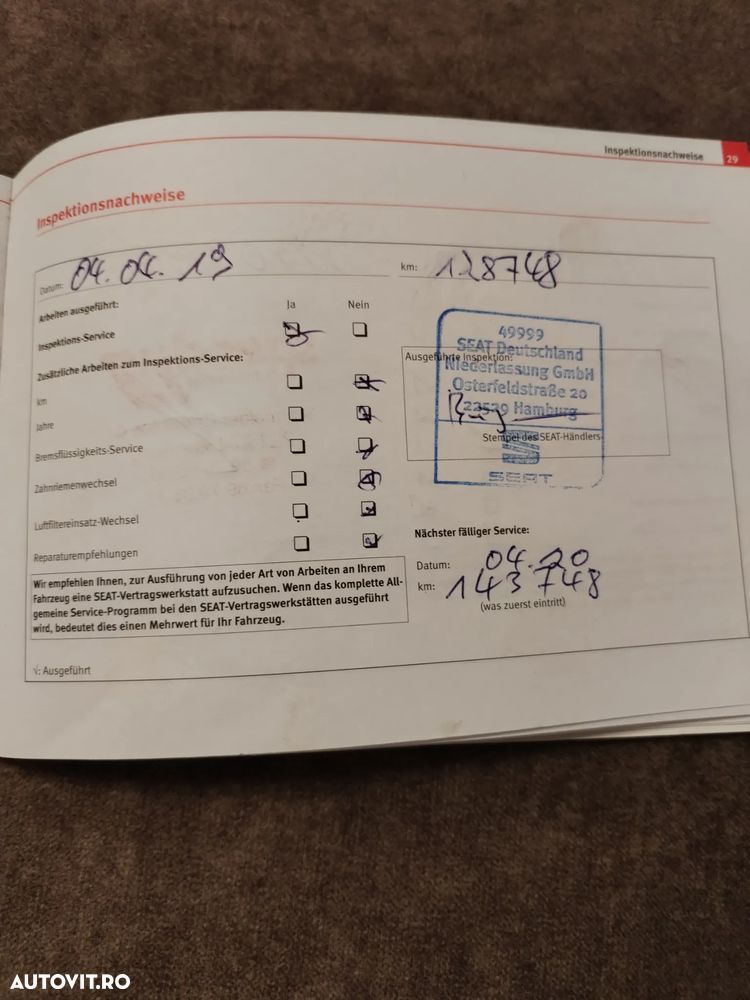 Inspektionsnachweise 29
Inspektionsnachweise
Datum: 04.04.19 km: 128748
Arbeiten ausgeführt: Ja Nein
Inspektions-Service
Zusätzliche Arbeiten zum Inspektions-Service:
km
Jahre
Bremsflüssigkeits-Service
Zahnriemenwechsel
Luftfiltereinsatz-Wechsel
Reparaturempfehlungen
Ausgeführte Inspektion:
49999
SEAT Deutschland
Niederlassung GmbH
Osterfeldstraße 20
22529 Hamburg
Stempel des SEAT-Händlers
SEAT
Nächster fälliger Service:
Datum: 04.20
km: 143748
(was zuerst eintritt)
Wir empfehlen Ihnen, zur Ausführung von jeder Art von Arbeiten an Ihrem
Fahrzeug eine SEAT-Vertragswerkstatt aufzusuchen. Wenn das komplette All-
gemeine Service-Programm bei den SEAT-Vertragswerkstätten ausgeführt
wird, bedeutet dies einen Mehrwert für Ihr Fahrzeug.
√: Ausgeführt
AUTOVIT.RO